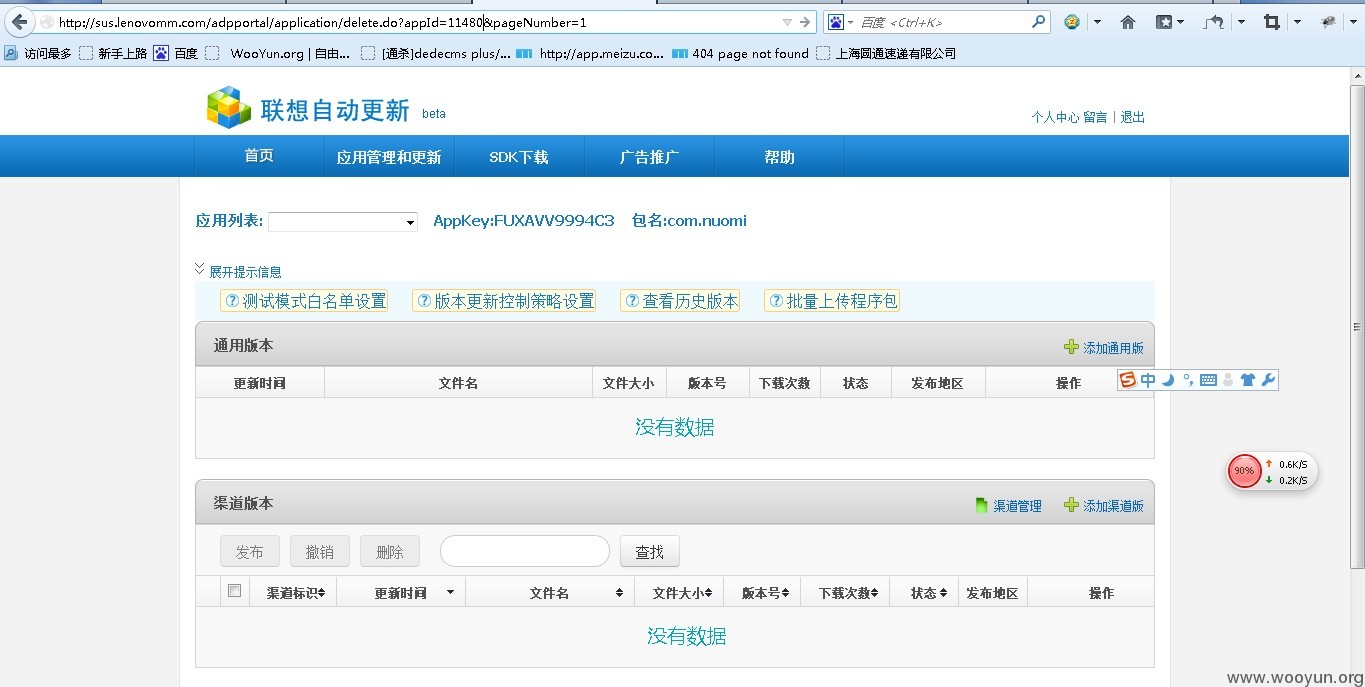 http://sus.lenovomm.com/adpportal/application/delete.do?appId=11480&pageNumber=1 百度 <Ctrl+K>
访问最多 新手上路 百度 WooYun.org | 自由... [通杀]dedecms plus/... http://app.meizu.co... 404 page not found 上海圆通速递有限公司
联想自动更新 beta
个人中心 留言 | 退出
首页 应用管理和更新 SDK下载 广告推广 帮助
应用列表: AppKey:FUXAVV9994C3 包名:com.nuomi
展开提示信息
测试模式白名单设置 版本更新控制策略设置 查看历史版本 批量上传程序包
通用版本 添加通用版
更新时间 文件名 文件大小 版本号 下载次数 状态 发布地区 操作
中
没有数据
90% 0.6K/S
0.2K/S
渠道版本 渠道管理 添加渠道版
发布 撤销 删除 查找
渠道标识 更新时间 文件名 文件大小 版本号 下载次数 状态 发布地区 操作
没有数据
www.wooyun.org